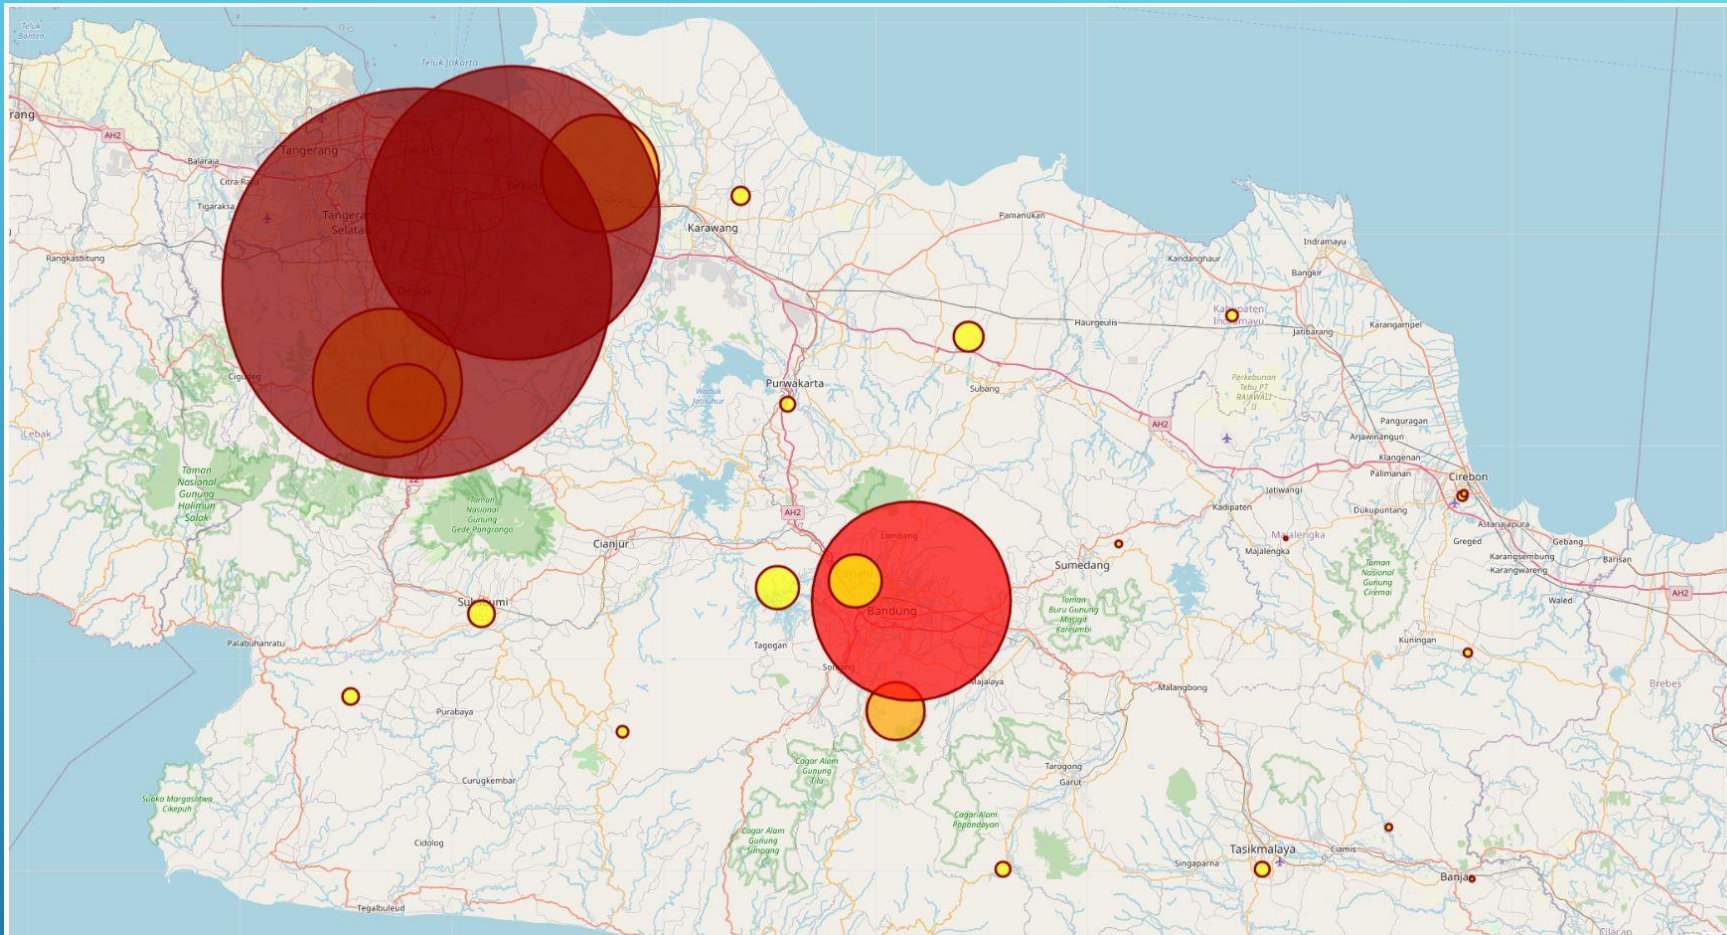 Teluk
Banten
Teluk Jakarta
rang
AH2
Tangerang
Jakarta
Balaraja
Citra Raya
Tigaraksa
Tangerang
Selatan
Karawang
Pamanukan
Rangkasbitung
Kandanghaur
Indramayu
Bangkir
Depok
Kabupaten
Indramayu
Haurgeulis
Jatibarang
Karangampel
Cigudeg
Purwakarta
Subang
Waduk
Jatiluhur
Perkebunan
Tebu PT
RAJAWALI
II
Lebak
AH2
Panguragan
Arjawinangun
Klangenan
Palimanan
Cirebon
Taman
Nasional
Gunung
Halimun
Salak
Taman
Nasional
Gunung
Gede Pangrango
AH2
Jatiwangi
Kadipaten
Dukupuntang
Astanajapura
Cianjur
Lembang
Sumedang
Majalengka
Majalengka
Greged
Gebang
Karangsembung
Karangwareng
Barisan
Taman
Nasional
Gunung
Ciremai
AH2
Waled
Sukabumi
Bandung
Taman
Buru Gunung
Masigit
Kareumbi
Palabuhanratu
Tagogan
Kuningan
Majalaya
Malangbong
Brebes
Purabaya
Curugkembar
Cagar Alam
Gunung
Tilu
Tarogong
Garut
Suaka Margasatwa
Cikepuh
Cagar Alam
Papandayan
Cidolog
Cagar Alam
Gunung
Simpang
Tasikmalaya
Singaparna
Ciamis
Banjar
Tegalbuleud
Cilacap